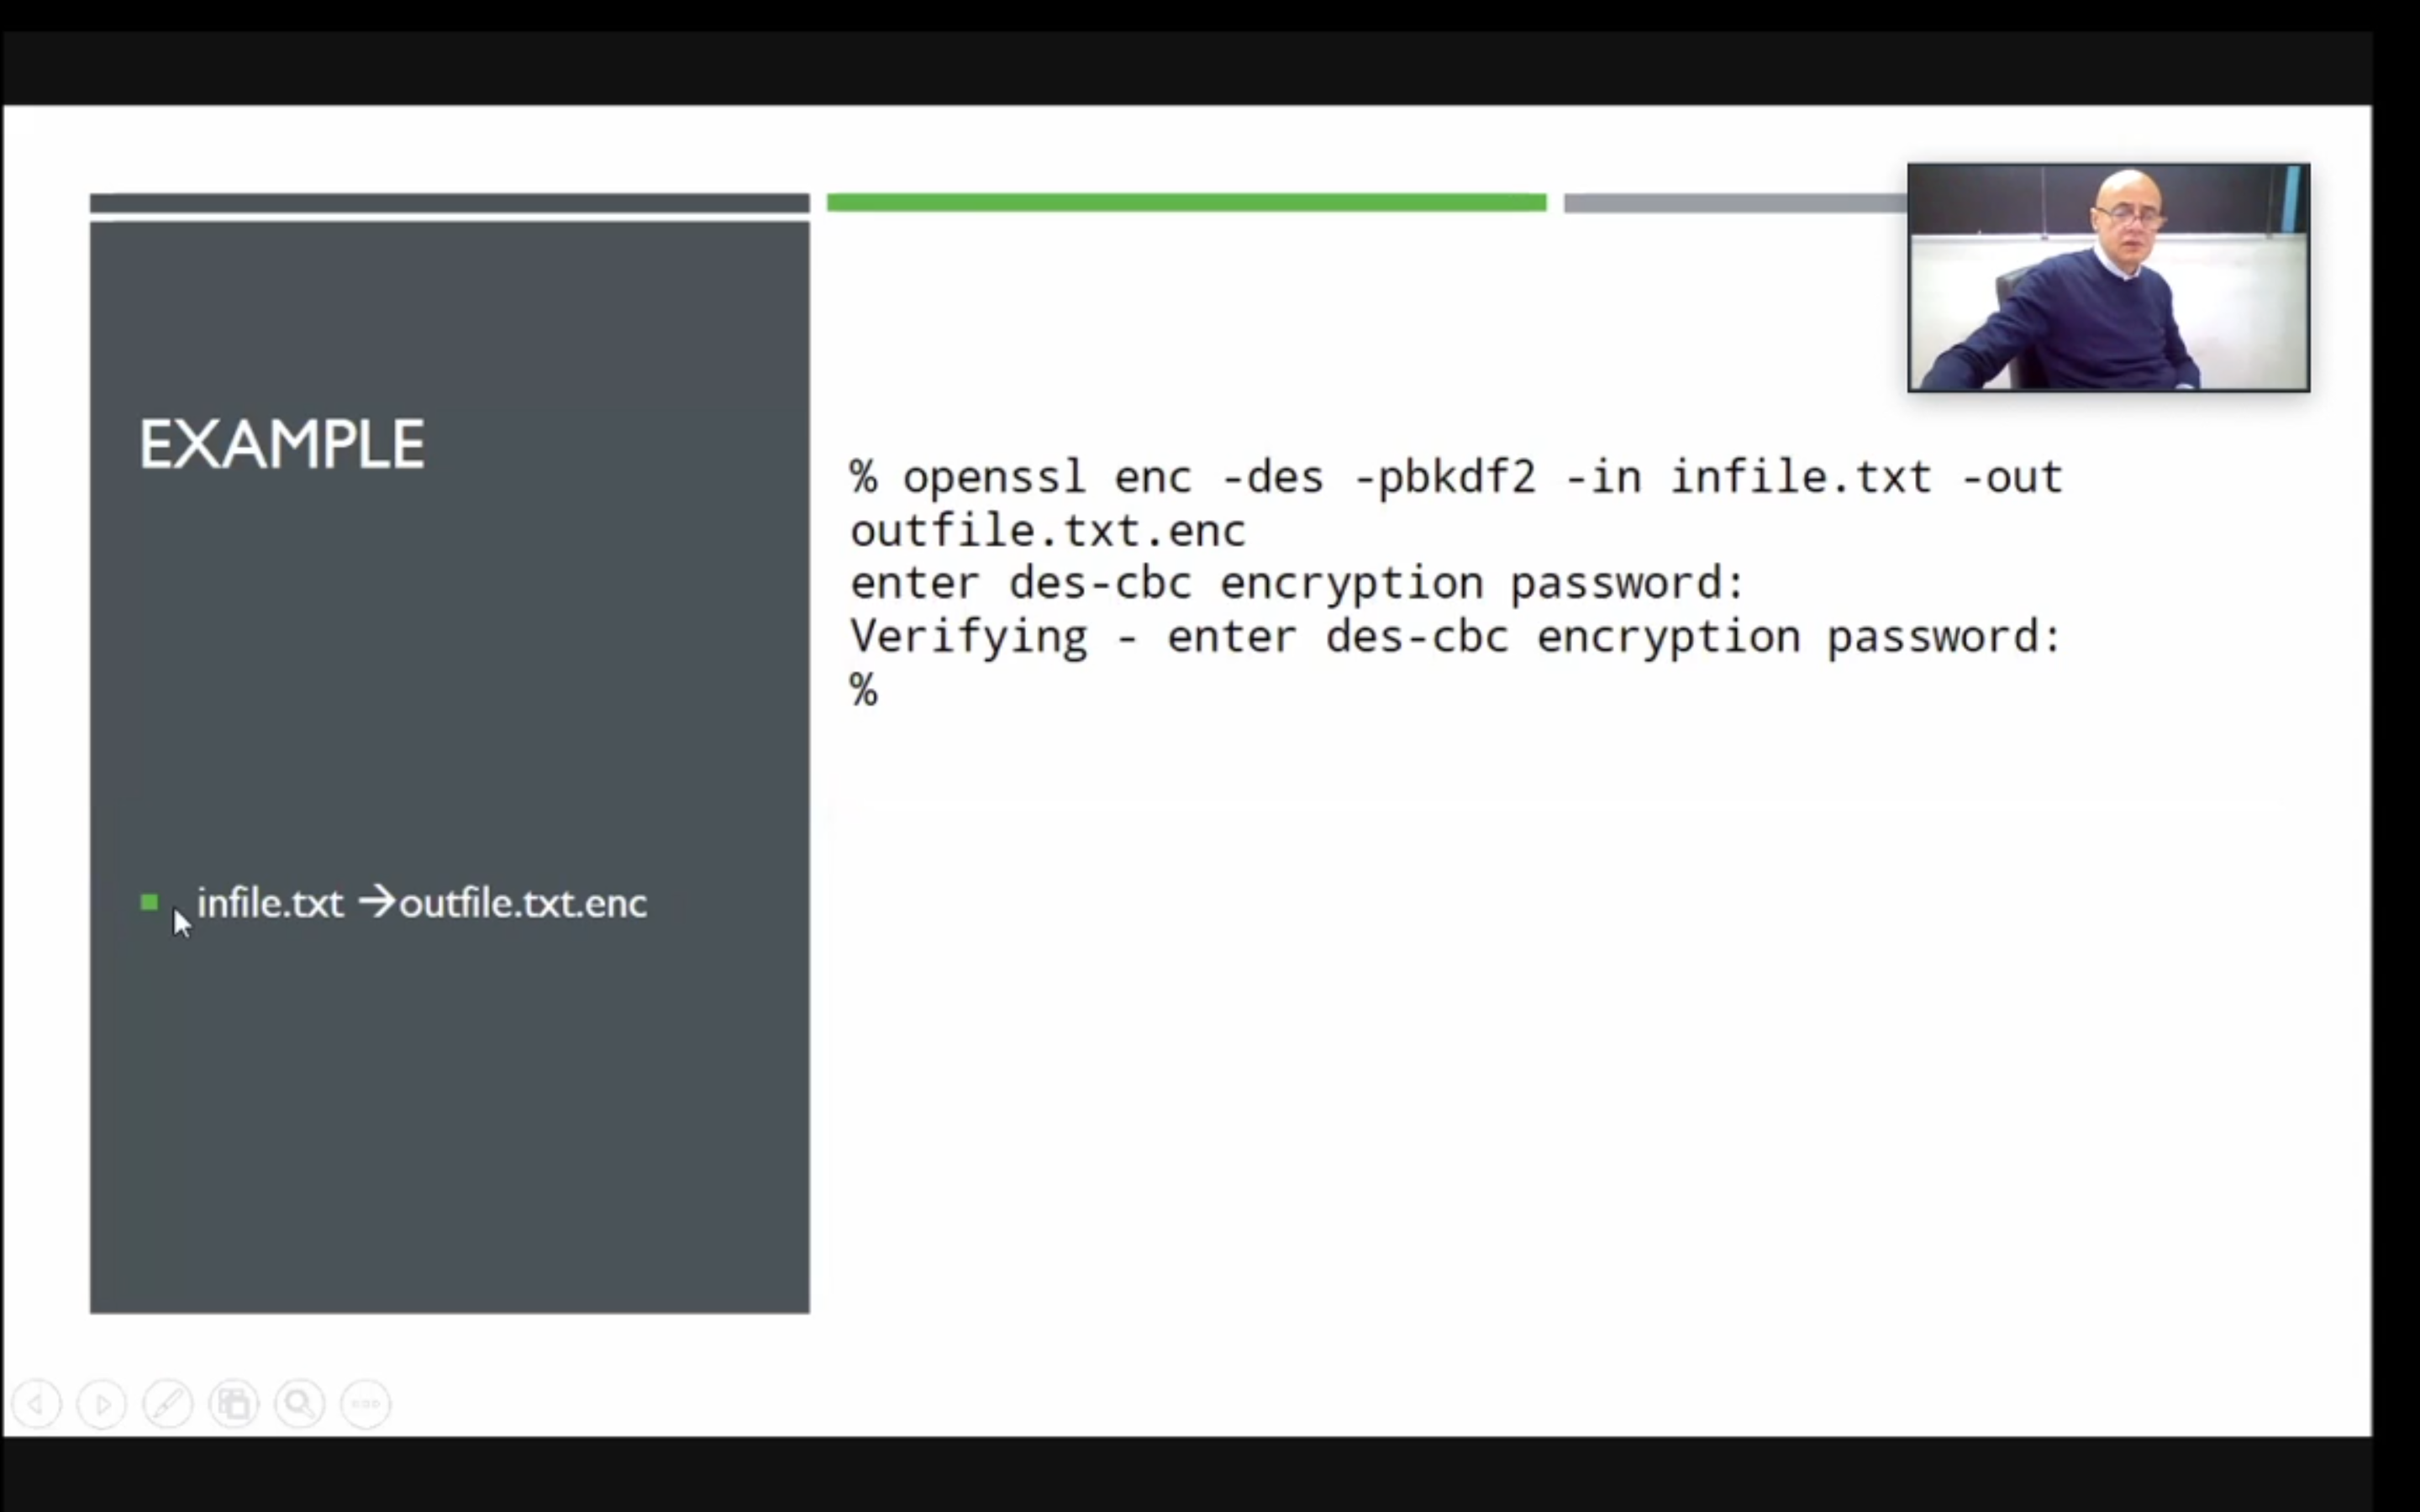 EXAMPLE
infile.txt →outfile.txt.enc
% openssl enc -des -pbkdf2 -in infile.txt -out
outfile.txt.enc
enter des-cbc encryption password:
Verifying - enter des-cbc encryption password:
%